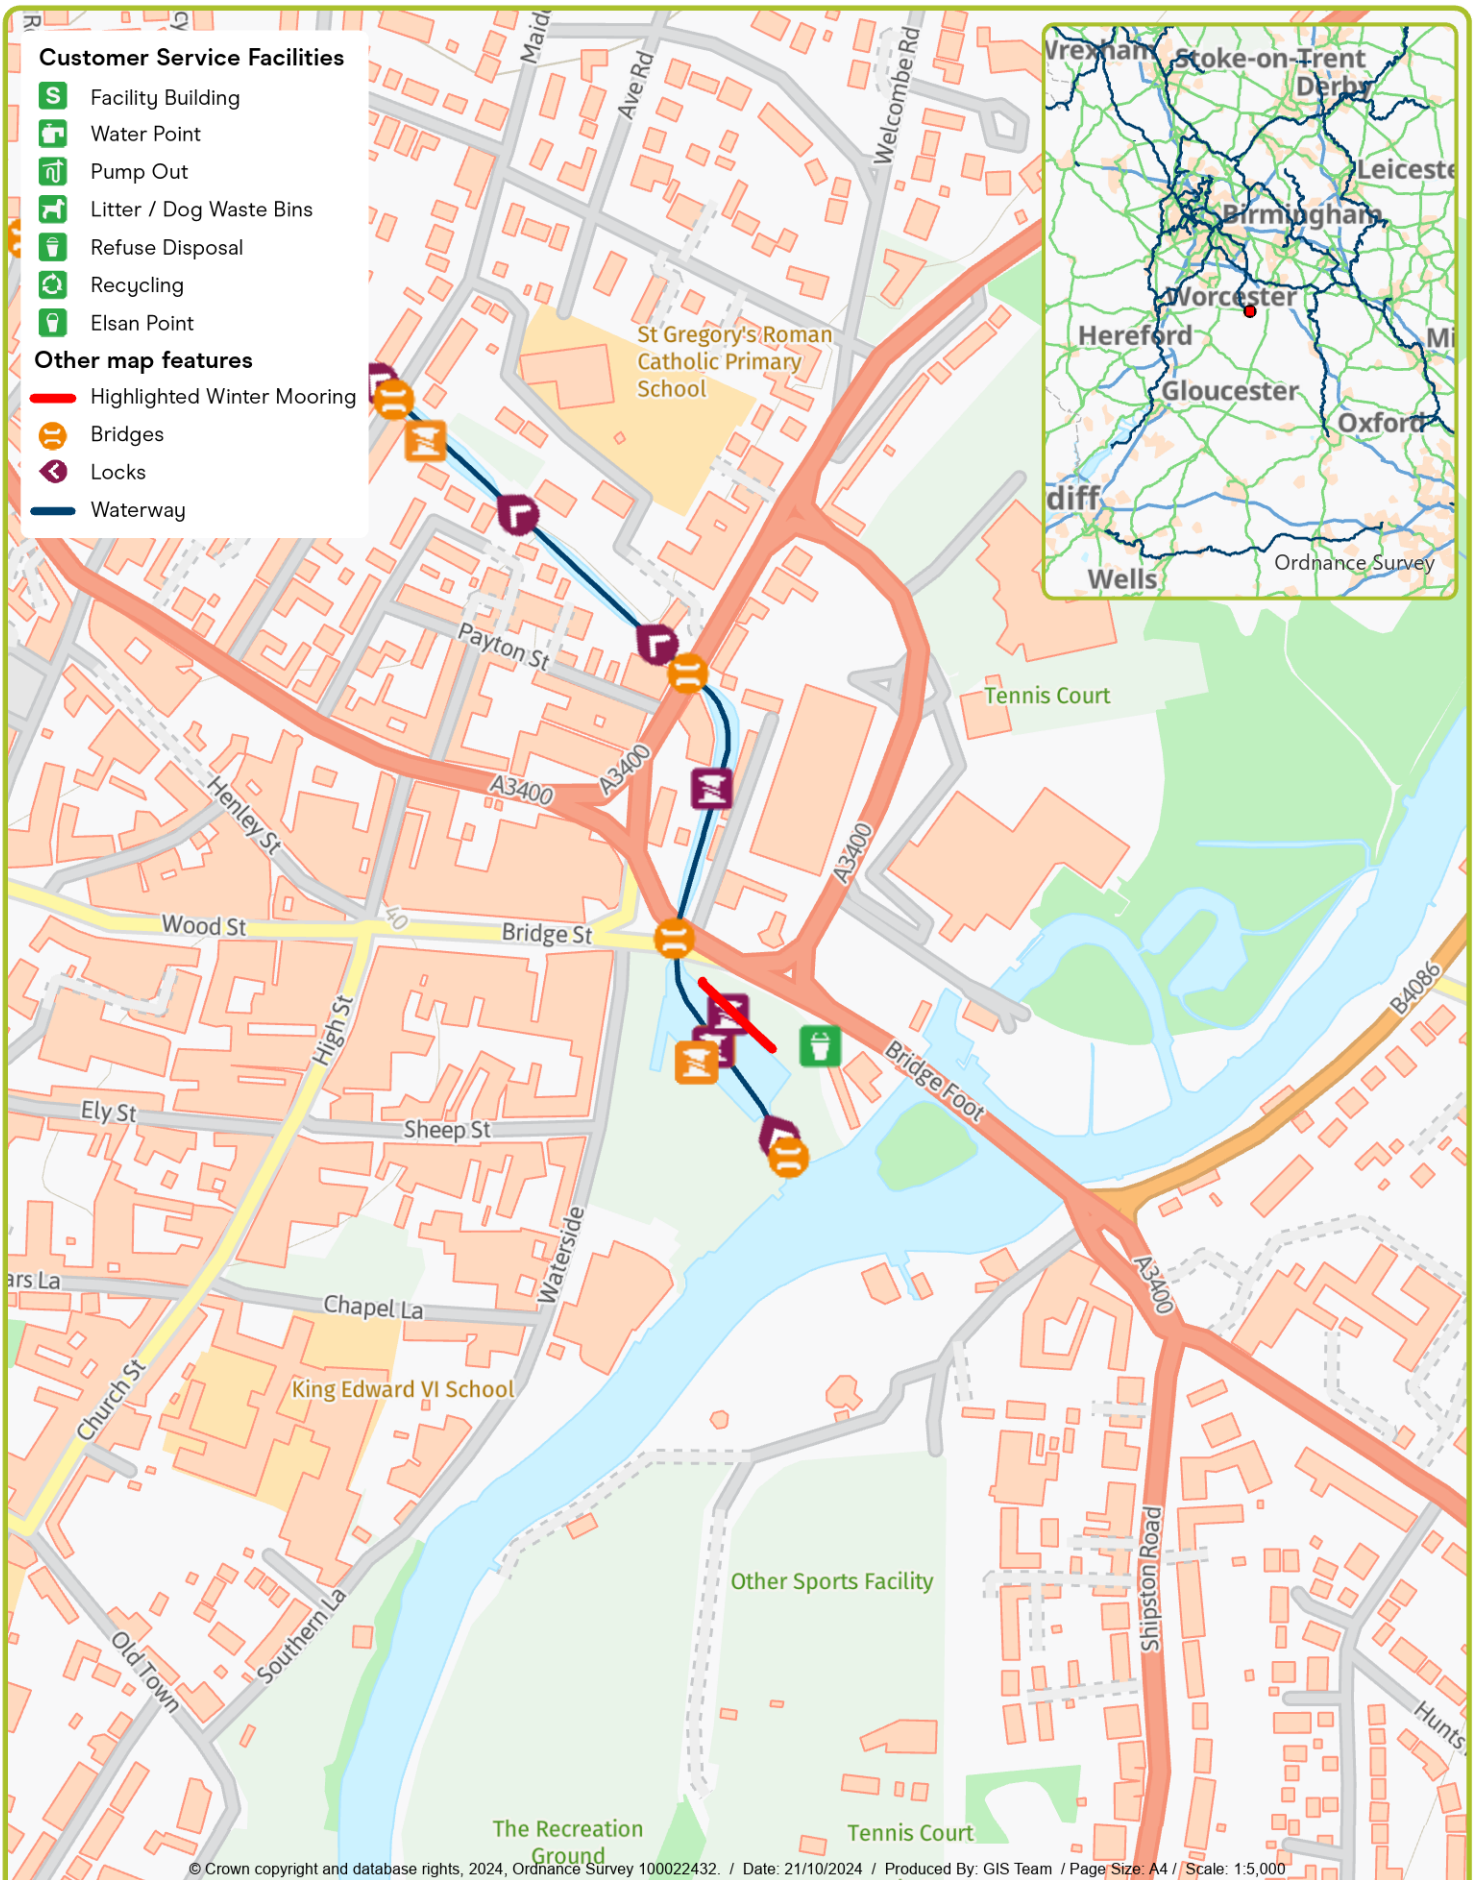 Customer Service Facilities
S
Facility Building
Water Point
Pump Out
Litter / Dog Waste Bins
Refuse Disposal
Recycling
Elsan Point
Other map features
Highlighted Winter Mooring
Bridges
Locks
Waterway
Ave Rd
Welcombe Rd
Wrexham
Stoke-on-Trent
Derby
Birmingham
Worcester
Hereford
Gloucester
Oxford
Wells
Ordnance Survey
St Gregory's Roman
Catholic Primary
School
Payton St
Tennis Court
A3400
A3400
A3400
Henley St
Wood St
40
Bridge St
B4086
High St
Bridge Foot
Ely St
Sheep St
Waterside
A3400
Chapel La
King Edward VI School
Church St
Other Sports Facility
Shipston Road
Southern La
Old Town
The Recreation
Ground
Tennis Court
© Crown copyright and database rights, 2024, Ordnance Survey 100022432. / Date: 21/10/2024 / Produced By: GIS Team / Page Size: A4 / Scale: 1:5,000